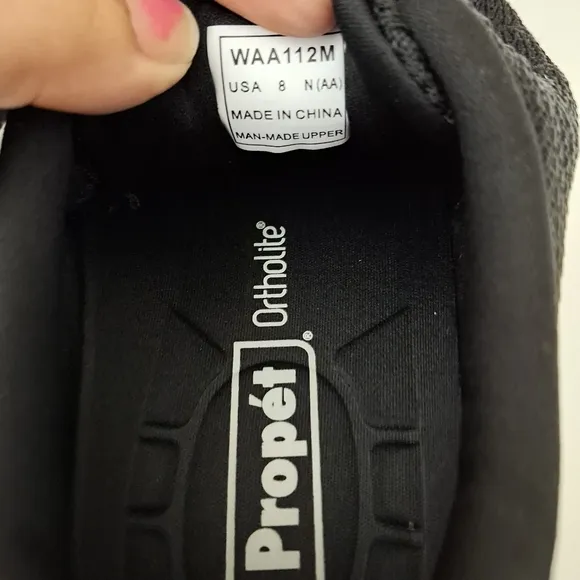 WAA112M
USA 8 N(AA)
MADE IN CHINA
MAN-MADE UPPER
Ortholite®
Propét®